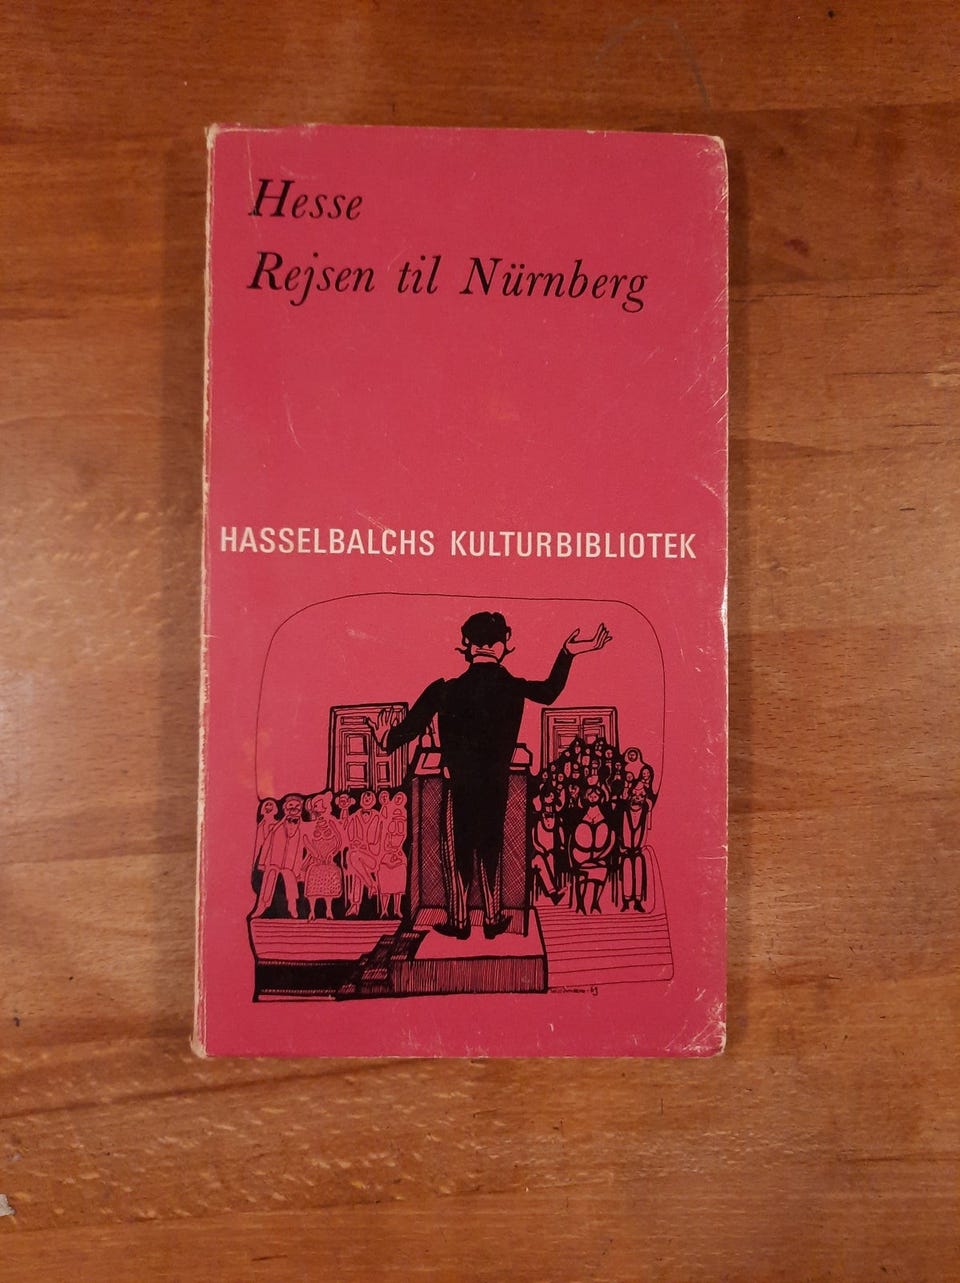 Hesse
Rejsen til Nürnberg
HASSELBALCHS KULTURBIBLIOTEK